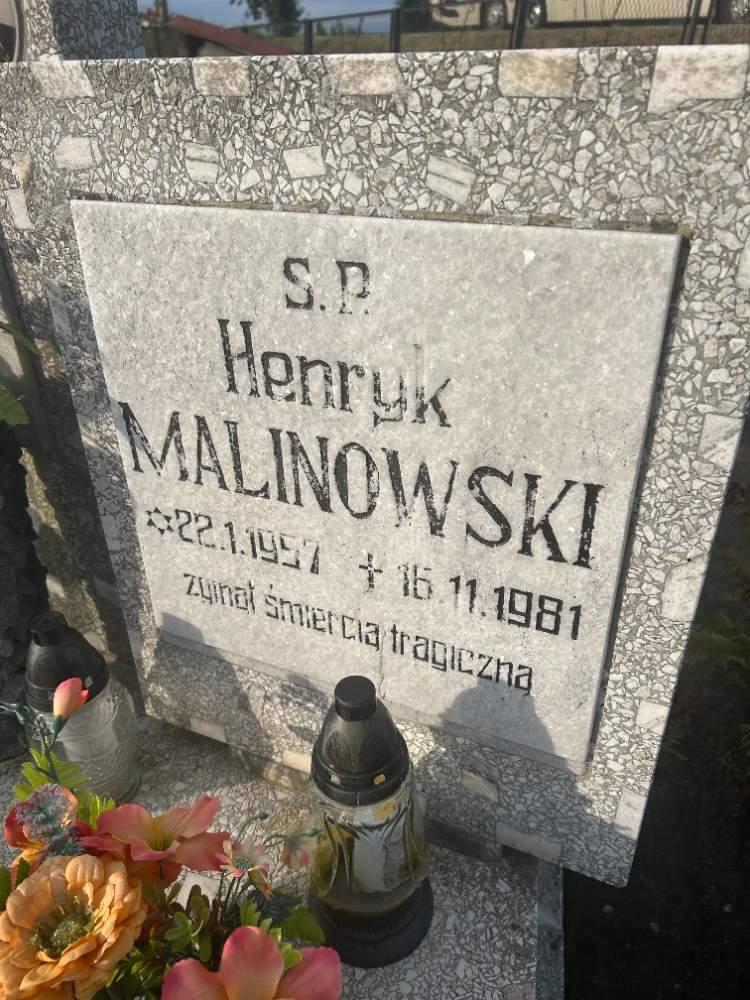 S.P.
Henryk
MALINOWSKI
✡22.1.1957 ✝ 16.11.1981
zginął śmiercią tragiczną